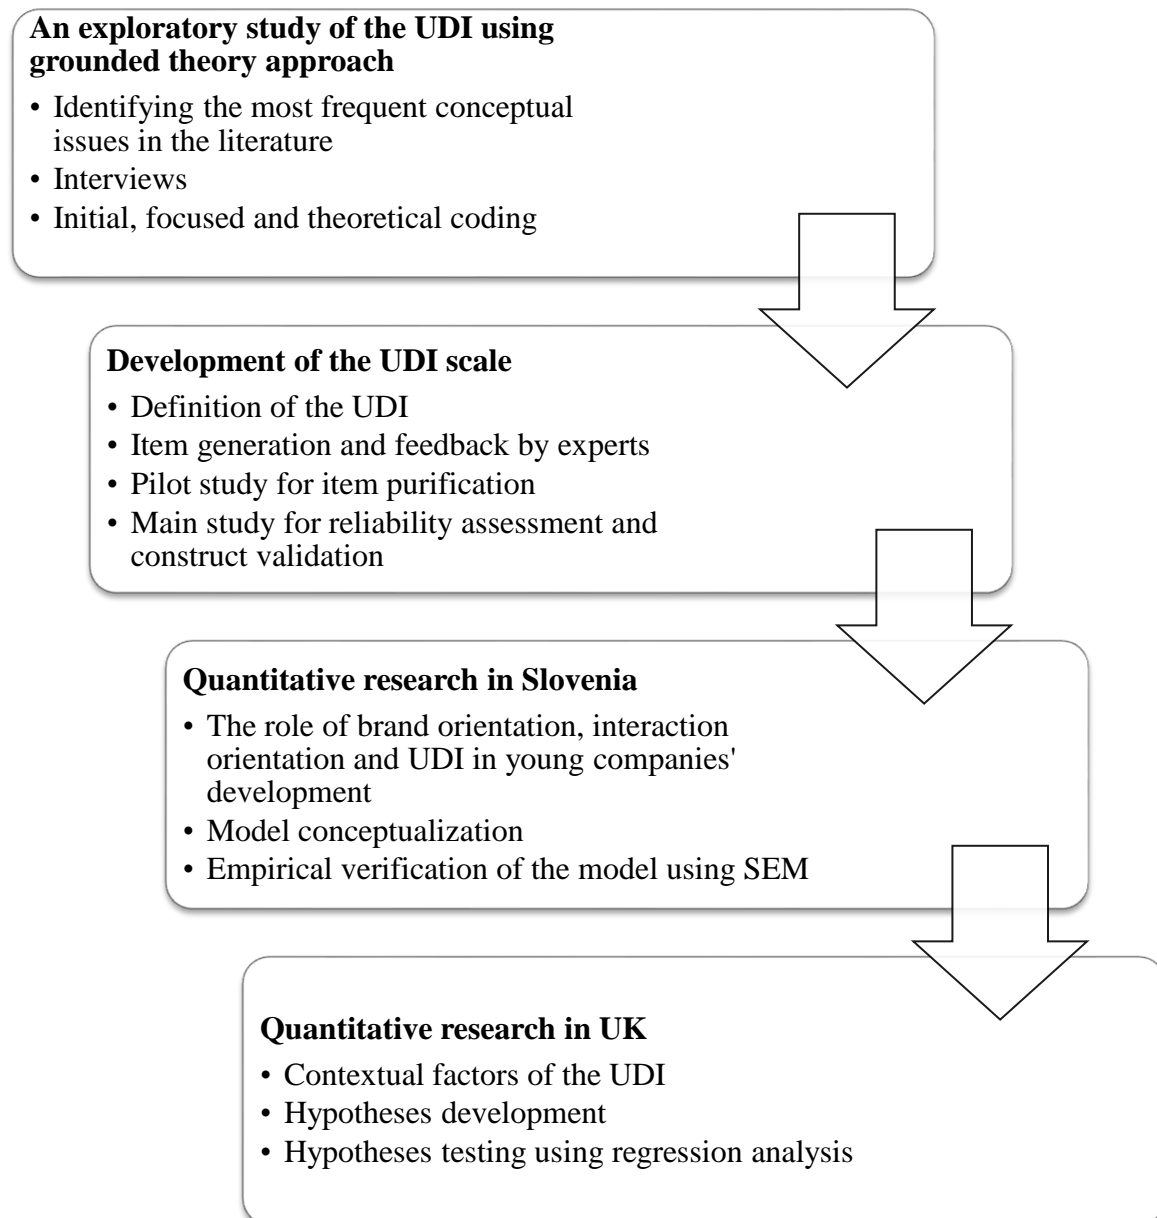 An exploratory study of the UDI using
grounded theory approach
• Identifying the most frequent conceptual
issues in the literature
• Interviews
• Initial, focused and theoretical coding
Development of the UDI scale
• Definition of the UDI
• Item generation and feedback by experts
• Pilot study for item purification
• Main study for reliability assessment and
construct validation
Quantitative research in Slovenia
• The role of brand orientation, interaction
orientation and UDI in young companies'
development
• Model conceptualization
• Empirical verification of the model using SEM
Quantitative research in UK
• Contextual factors of the UDI
• Hypotheses development
• Hypotheses testing using regression analysis